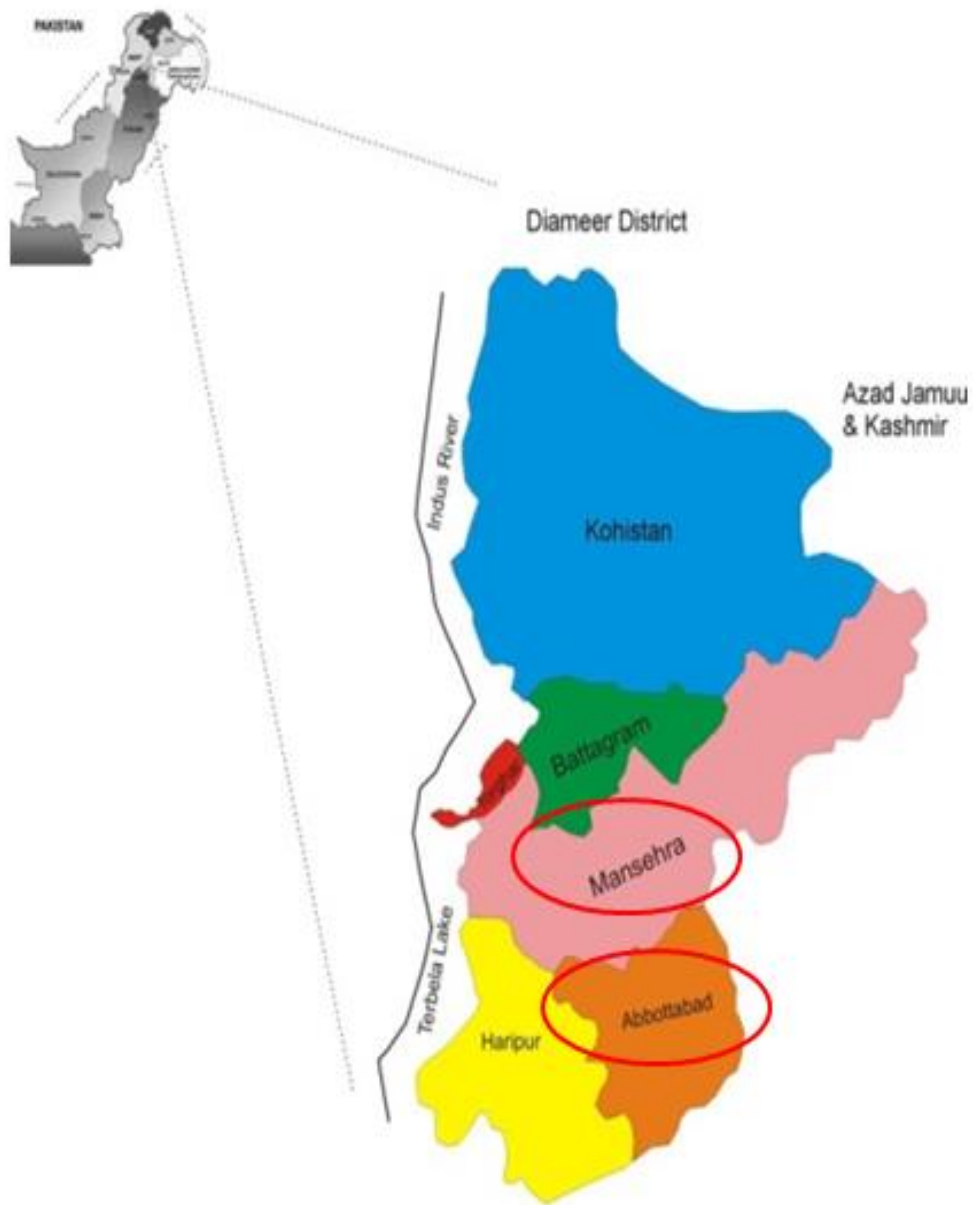 PAKISTAN
Diameer District
Azad Jamuu
& Kashmir
Indus River
Kohistan
Battagram
Mansehra
Terbela Lake
Abbottabad
Haripur